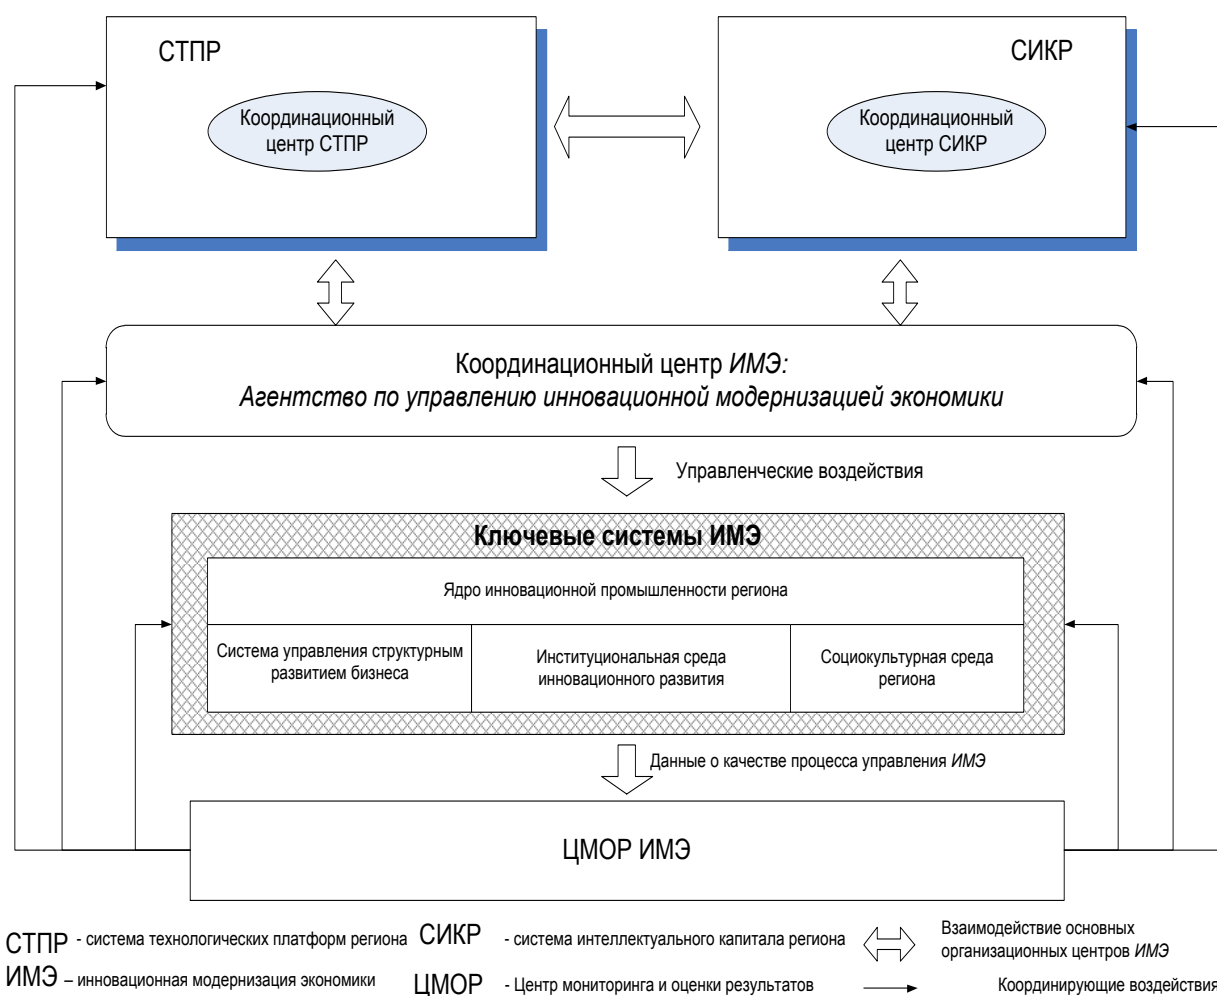 СТПР
СИКР
Координационный
центр СТПР
Координационный
центр СИКР
Координационный центр ИМЭ:
Агентство по управлению инновационной модернизацией экономики
Управленческие воздействия
Ключевые системы ИМЭ
Ядро инновационной промышленности региона
Система управления структурным
развитием бизнеса
Институциональная среда
инновационного развития
Социокультурная среда
региона
Данные о качестве процесса управления ИМЭ
ЦМОР ИМЭ
СТПР - система технологических платформ региона
ИМЭ – инновационная модернизация экономики
СИКР - система интеллектуального капитала региона
ЦМОР - Центр мониторинга и оценки результатов
Взаимодействие основных
организационных центров ИМЭ
Координирующие воздействия